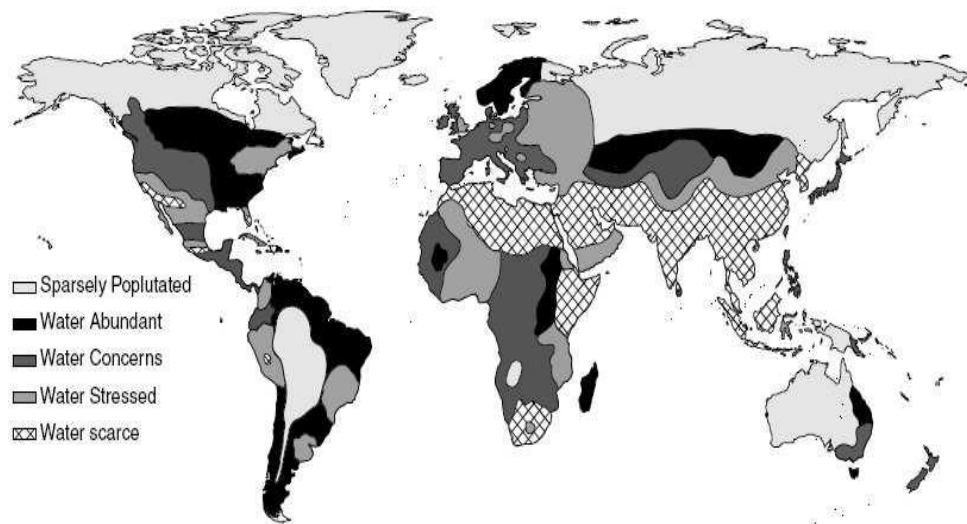 Sparsely Poplutated
Water Abundant
Water Concerns
Water Stressed
Water scarce